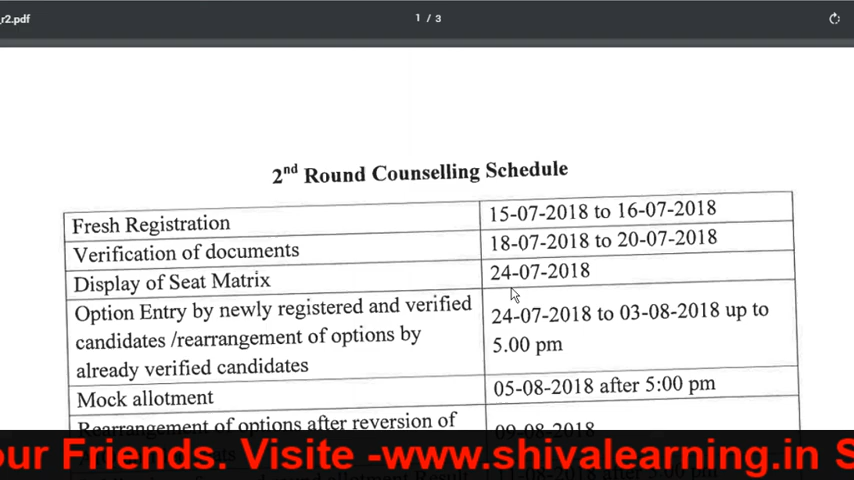 r2.pdf
1 / 3
2nd Round Counselling Schedule
Fresh Registration
15-07-2018 to 16-07-2018
Verification of documents
18-07-2018 to 20-07-2018
Display of Seat Matrix
24-07-2018
Option Entry by newly registered and verified
candidates /rearrangement of options by
already verified candidates
24-07-2018 to 03-08-2018 up to
5.00 pm
Mock allotment
05-08-2018 after 5:00 pm
Rearrangement of options after reversion of
09-08-2018
our Friends. Visite -www.shivalearning.in S